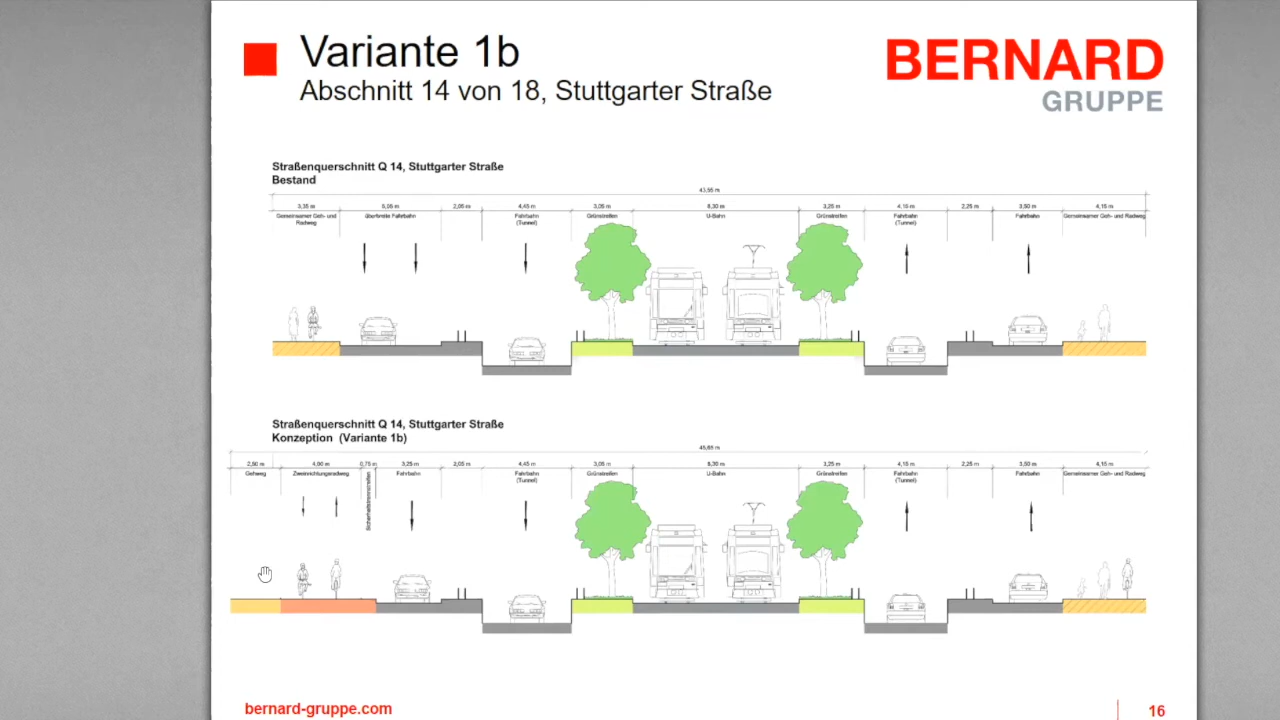 Variante 1b
Abschnitt 14 von 18, Stuttgarter Straße
BERNARD
GRUPPE
Straßenquerschnitt Q 14, Stuttgarter Straße
Bestand
3,35 m
5,05 m
2,05 m
4,45 m
3,05 m
8,30 m
3,25 m
4,15 m
2,25 m
3,50 m
4,15 m
Gemeinsamer Geh- und
Radweg
überbreite Fahrbahn
Fahrbahn
(Tunnel)
Grünstreifen
U-Bahn
Grünstreifen
Fahrbahn
(Tunnel)
Fahrbahn
Gemeinsamer Geh- und Radweg
Straßenquerschnitt Q 14, Stuttgarter Straße
Konzeption (Variante 1b)
2,50 m
4,00 m
0,75 m
3,25 m
2,05 m
4,45 m
3,05 m
8,30 m
3,25 m
4,15 m
2,25 m
3,50 m
4,15 m
Gehweg
Zweirichtungsradweg
Sicherheitstrennstreifen
Fahrbahn
Fahrbahn
(Tunnel)
Grünstreifen
U-Bahn
Grünstreifen
Fahrbahn
(Tunnel)
Fahrbahn
Gemeinsamer Geh- und Radweg
bernard-gruppe.com
16